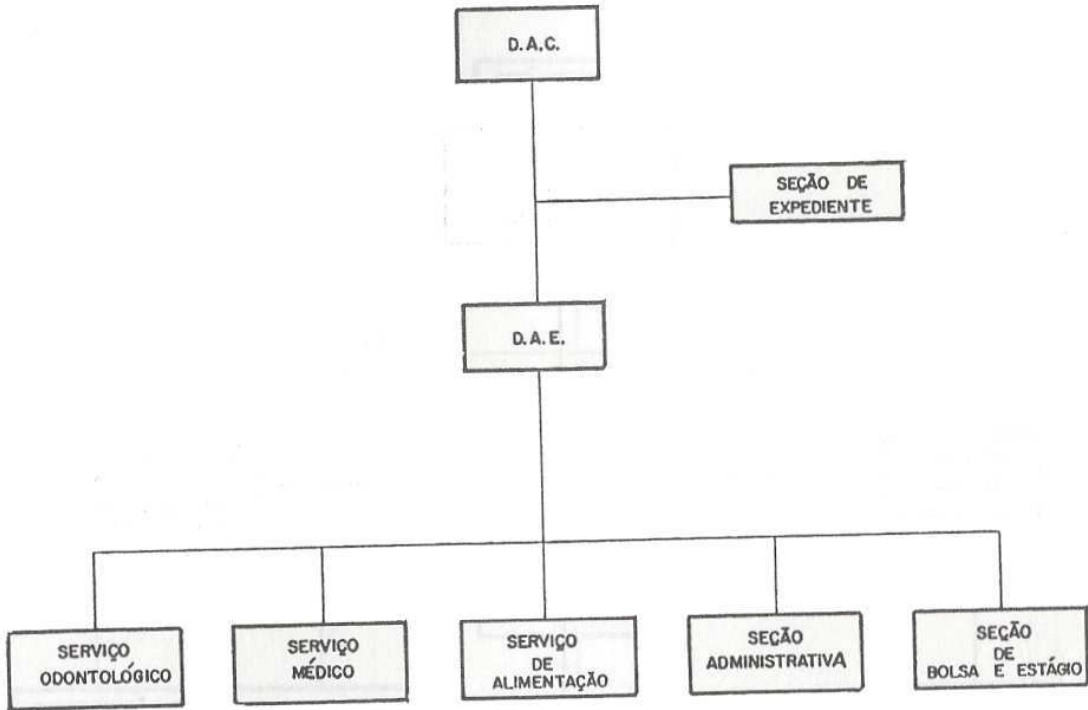 D.A.C.
SEÇÃO DE
EXPEDIENTE
D.A.E.
SERVIÇO
ODONTOLÓGICO
SERVIÇO
MÉDICO
SERVIÇO
DE
ALIMENTAÇÃO
SEÇÃO
ADMINISTRATIVA
SEÇÃO
DE
BOLSA E ESTÁGIO